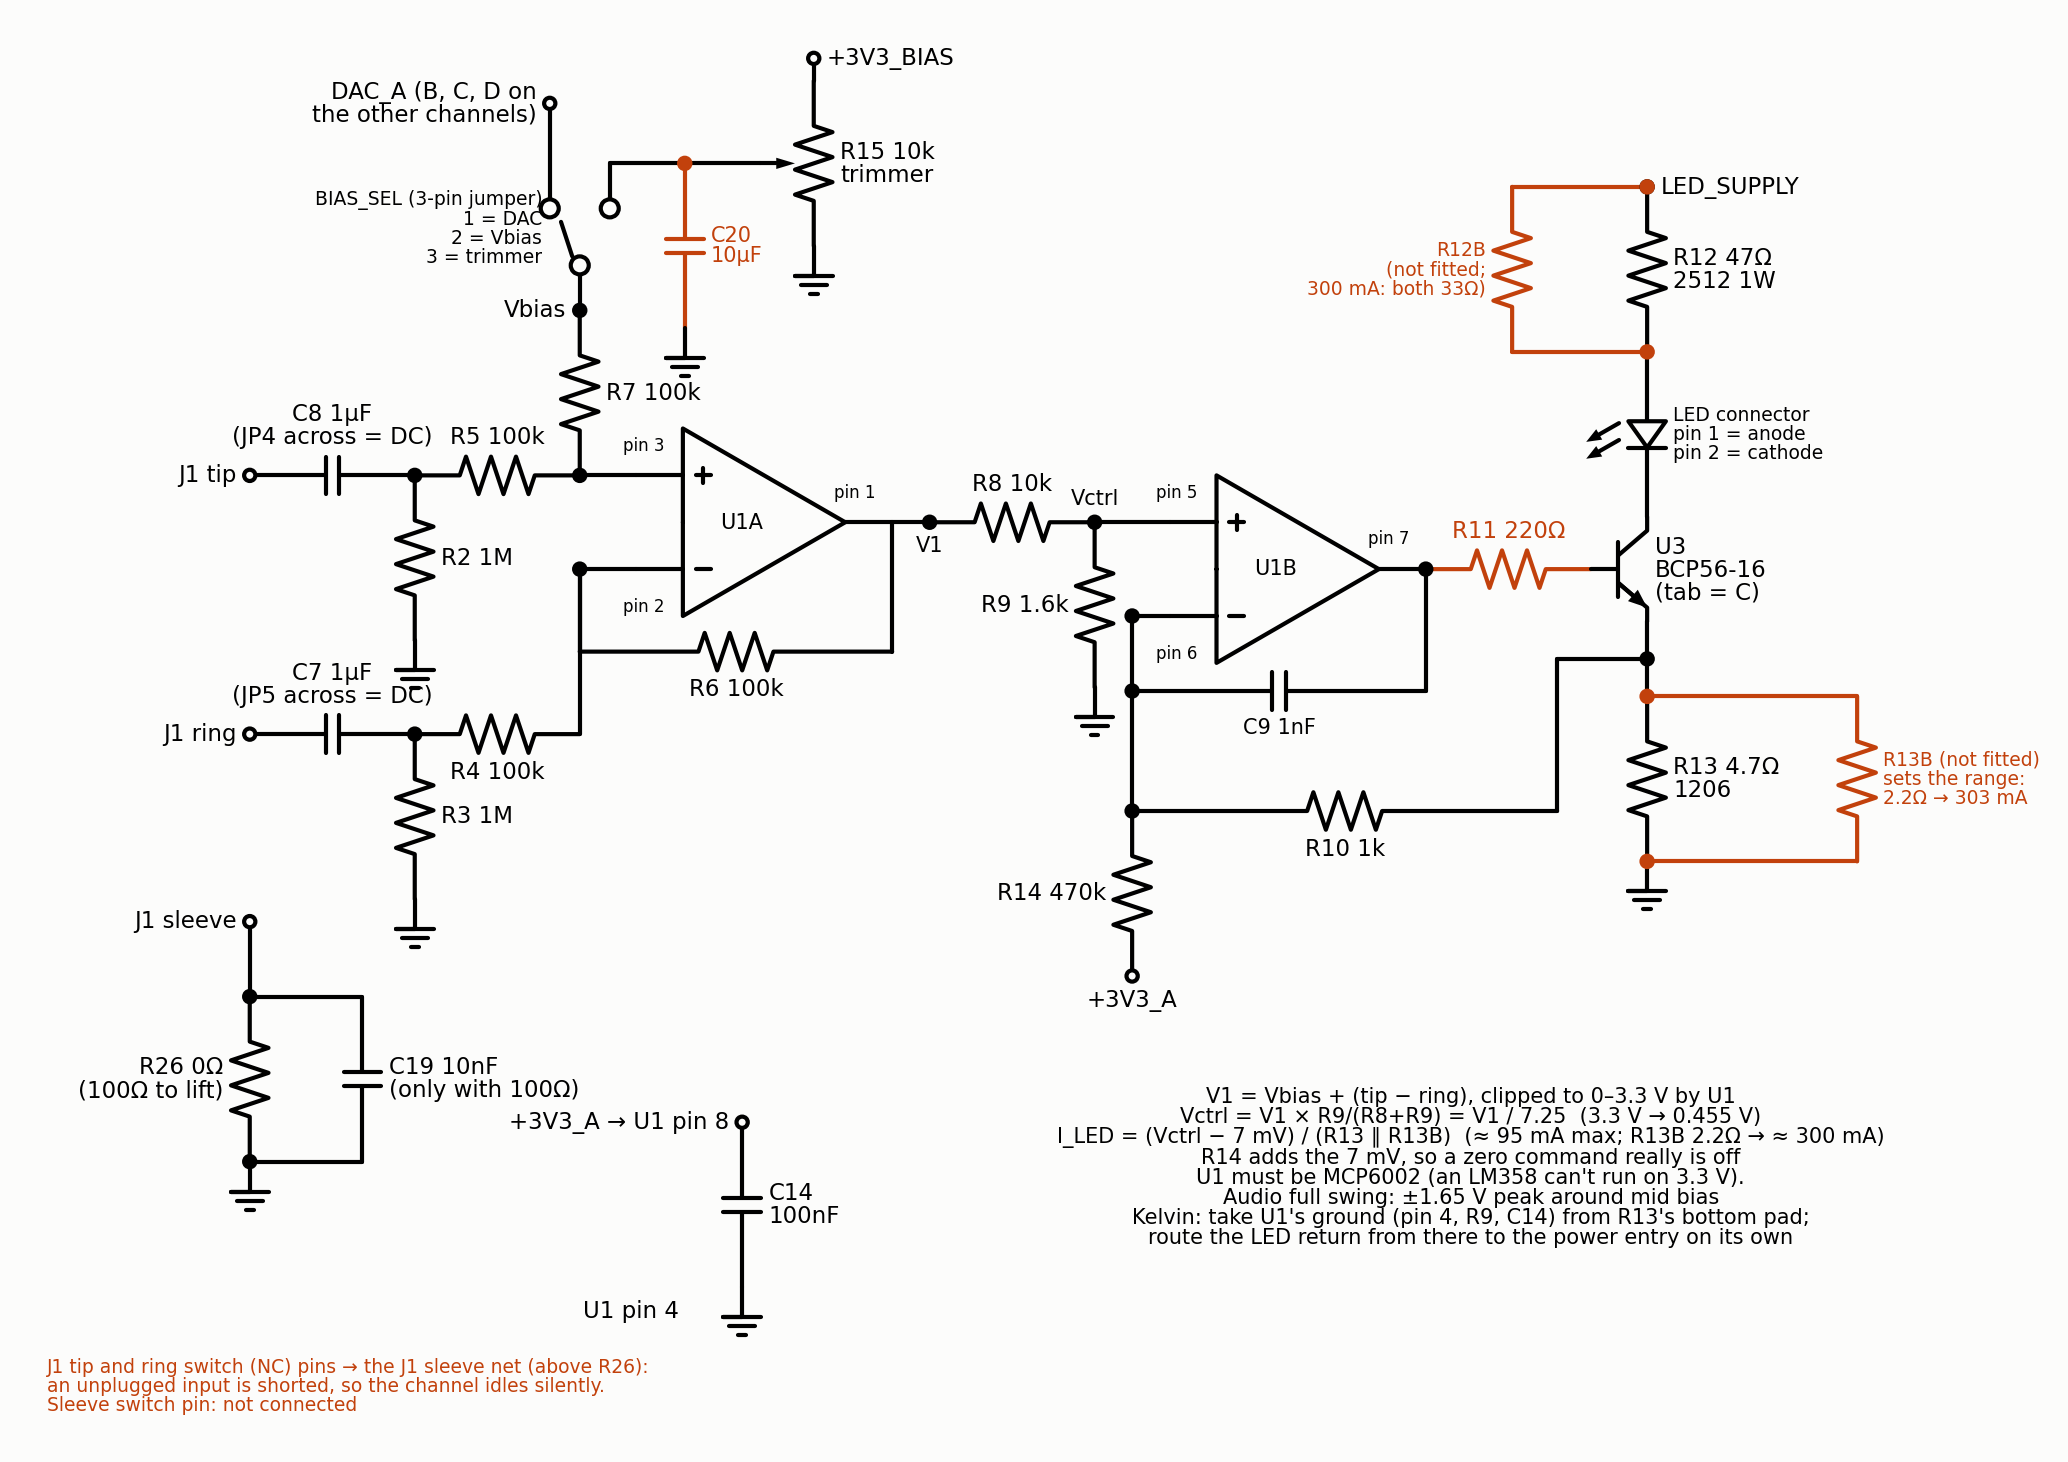 +3V3_BIAS
DAC_A (B, C, D on
the other channels)
R15 10k
trimmer
BIAS_SEL (3-pin jumper)
1 = DAC
2 = Vbias
3 = trimmer
C20
10µF
Vbias
R7 100k
LED_SUPPLY
R12B
(not fitted;
300 mA: both 33Ω)
R12 47Ω
2512 1W
C8 1µF
(JP4 across = DC)
R5 100k
J1 tip
R2 1M
pin 3
+
U1A
−
pin 2
pin 1
V1
R6 100k
R8 10k
Vctrl
R9 1.6k
pin 5
+
U1B
−
pin 6
pin 7
R11 220Ω
LED connector
pin 1 = anode
pin 2 = cathode
U3
BCP56-16
(tab = C)
C9 1nF
C7 1µF
(JP5 across = DC)
J1 ring
R4 100k
R3 1M
R10 1k
R13 4.7Ω
1206
R13B (not fitted)
sets the range:
2.2Ω → 303 mA
R14 470k
+3V3_A
J1 sleeve
R26 0Ω
(100Ω to lift)
C19 10nF
(only with 100Ω)
+3V3_A → U1 pin 8
C14
100nF
U1 pin 4
V1 = Vbias + (tip − ring), clipped to 0–3.3 V by U1
Vctrl = V1 × R9/(R8+R9) = V1 / 7.25 (3.3 V → 0.455 V)
I_LED = (Vctrl − 7 mV) / (R13 ∥ R13B) (≈ 95 mA max; R13B 2.2Ω → ≈ 300 mA)
R14 adds the 7 mV, so a zero command really is off
U1 must be MCP6002 (an LM358 can't run on 3.3 V).
Audio full swing: ±1.65 V peak around mid bias
Kelvin: take U1's ground (pin 4, R9, C14) from R13's bottom pad;
route the LED return from there to the power entry on its own
J1 tip and ring switch (NC) pins → the J1 sleeve net (above R26):
an unplugged input is shorted, so the channel idles silently.
Sleeve switch pin: not connected